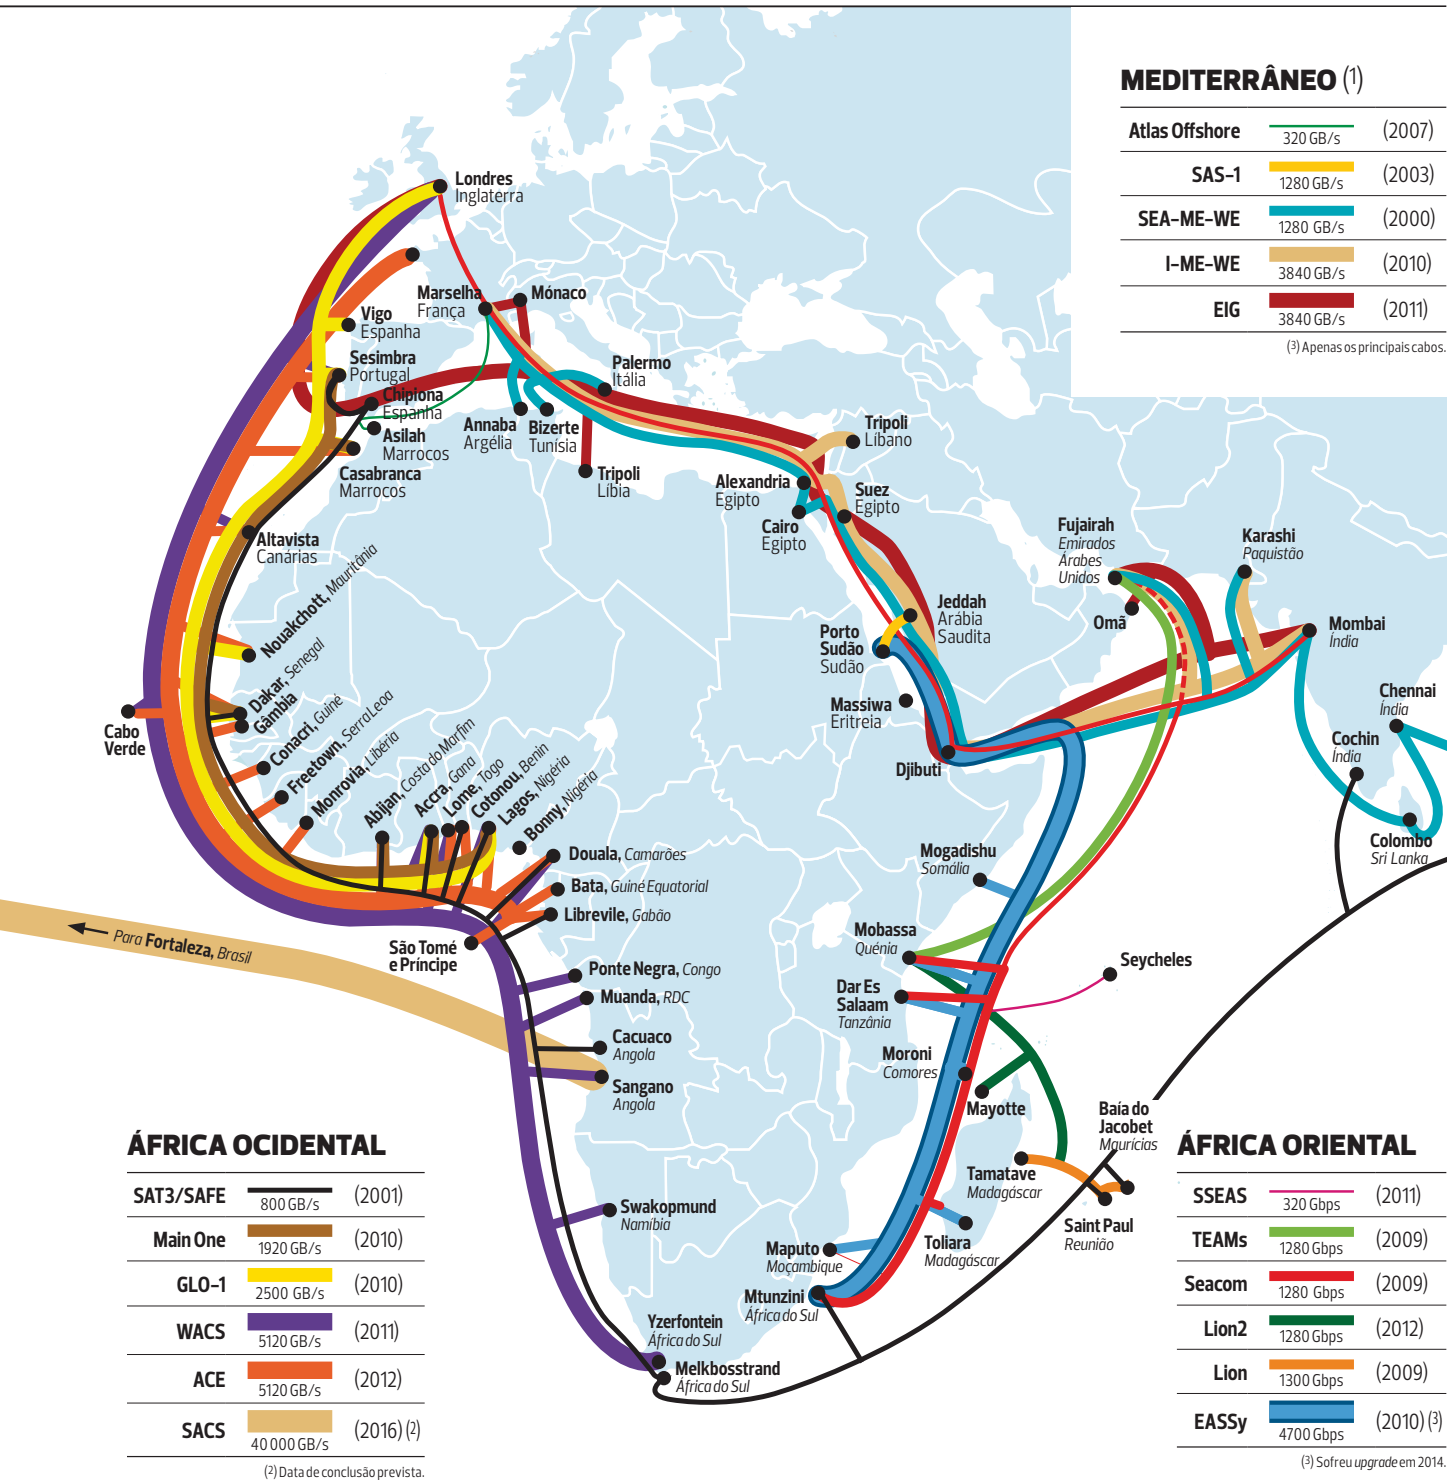 MEDITERRÂNEO (1)
Atlas Offshore 320 GB/s (2007)
SAS-1 1280 GB/s (2003)
SEA-ME-WE 1280 GB/s (2000)
I-ME-WE 3840 GB/s (2010)
EIG 3840 GB/s (2011)
(3) Apenas os principais cabos.
Londres
Inglaterra
Marselha
França
Mónaco
Vigo
Espanha
Sesimbra
Portugal
Chipiona
Espanha
Asilah
Marrocos
Casabranca
Marrocos
Palermo
Itália
Annaba
Argélia
Bizerte
Tunísia
Tripoli
Líbia
Tripoli
Líbano
Alexandria
Egipto
Cairo
Egipto
Suez
Egipto
Altavista
Canárias
Nouakchott, Mauritânia
Dakar, Senegal
Gâmbia
Conacri, Guiné
Freetown, Serra Leoa
Monrovia, Libéria
Abijan, Costa do Marfim
Accra, Gana
Lome, Togo
Cotonou, Benin
Lagos, Nigéria
Bonny, Nigéria
Cabo
Verde
Fujairah
Emirados
Árabes
Unidos
Omã
Karashi
Paquistão
Mombai
Índia
Chennai
Índia
Cochin
Índia
Colombo
Sri Lanka
Jeddah
Arábia
Saudita
Porto
Sudão
Sudão
Massiwa
Eritreia
Djibuti
Mogadishu
Somália
Mobassa
Quénia
Dar Es
Salaam
Tanzânia
Seycheles
Moroni
Comores
Mayotte
Baía do
Jacobet
Maurícias
Tamatave
Madagáscar
Saint Paul
Reunião
Toliara
Madagáscar
Maputo
Moçambique
Mtunzini
África do Sul
Douala, Camarões
Bata, Guiné Equatorial
Librevile, Gabão
São Tomé
e Príncipe
Ponte Negra, Congo
Muanda, RDC
Cacuaco
Angola
Sangano
Angola
Swakopmund
Namíbia
Yzerfontein
África do Sul
Melkbosstrand
África do Sul
Para Fortaleza, Brasil
ÁFRICA OCIDENTAL
SAT3/SAFE 800 GB/s (2001)
Main One 1920 GB/s (2010)
GLO-1 2500 GB/s (2010)
WACS 5120 GB/s (2011)
ACE 5120 GB/s (2012)
SACS 40 000 GB/s (2016) (2)
(2) Data de conclusão prevista.
ÁFRICA ORIENTAL
SSEAS 320 Gbps (2011)
TEAMs 1280 Gbps (2009)
Seacom 1280 Gbps (2009)
Lion2 1280 Gbps (2012)
Lion 1300 Gbps (2009)
EASSy 4700 Gbps (2010) (3)
(3) Sofreu upgrade em 2014.